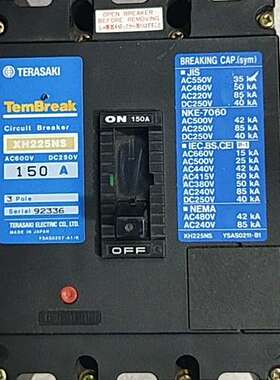 OPEN BREAKER
BEFORE REMOVING
TERASAKI
TemBreak
Circuit Breaker
XH225NS
AC600V DC250V
150 A
3 Pole
Serial 92336
TERASAKI ELECTRIC CO., LTD.
MADE IN JAPAN
ON 150A
OFF
BREAKING CAP.(sym)
JIS
AC550V 35 kA
AC460V 50 kA
AC220V 85 kA
DC250V 40 kA
NKE-7060
AC500V 42 kA
AC250V 85 kA
DC250V 40 kA
IEC,BS,CEI P-1
AC660V 15 kA
AC500V 42 kA
AC415V 50 kA
AC380V 50 kA
AC240V 85 kA
DC250V 40 kA
NEMA
AC480V 42 kA
AC240V 85 kA
XH225NS YSAS0211-B1